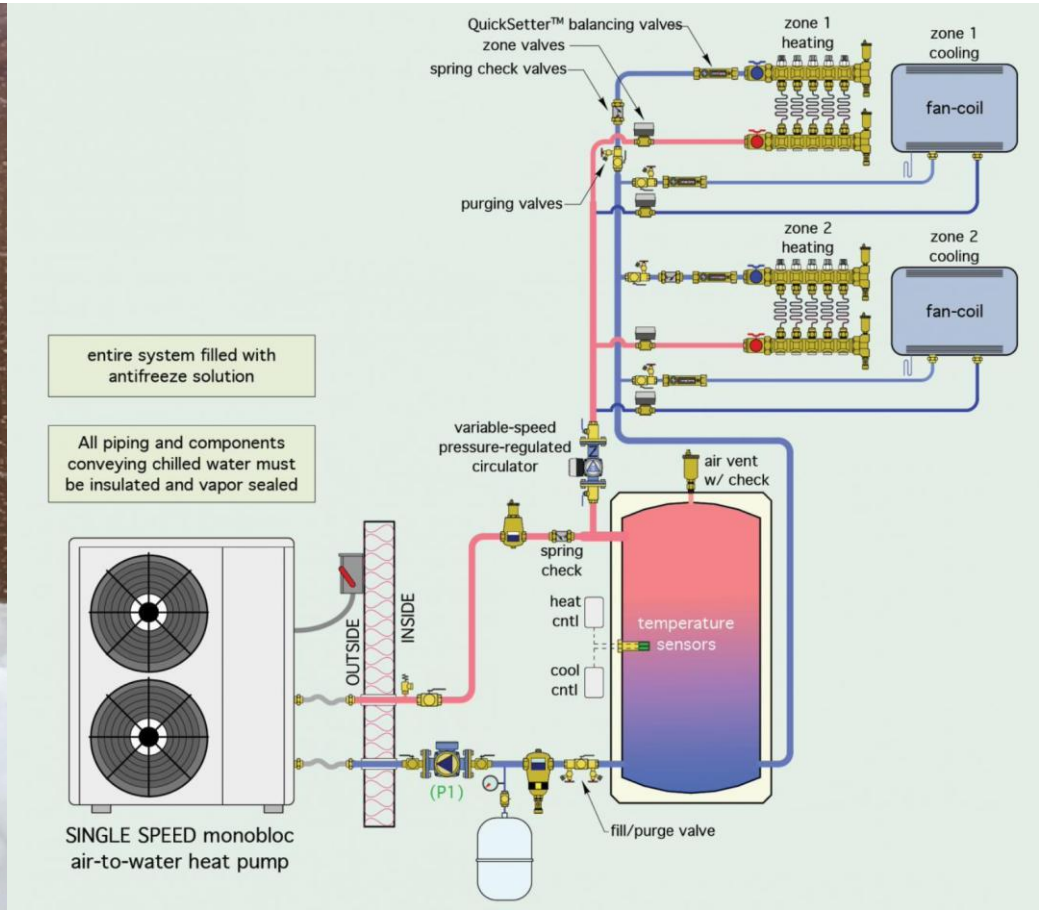 QuickSetter™ balancing valves
zone valves
spring check valves
zone 1
heating
zone 1
cooling
fan-coil
purging valves
zone 2
heating
zone 2
cooling
fan-coil
entire system filled with
antifreeze solution
All piping and components
conveying chilled water must
be insulated and vapor sealed
variable-speed
pressure-regulated
circulator
air vent
w/ check
spring
check
heat
cntl
temperature
sensors
cool
cntl
OUTSIDE
INSIDE
(P1)
fill/purge valve
SINGLE SPEED monobloc
air-to-water heat pump